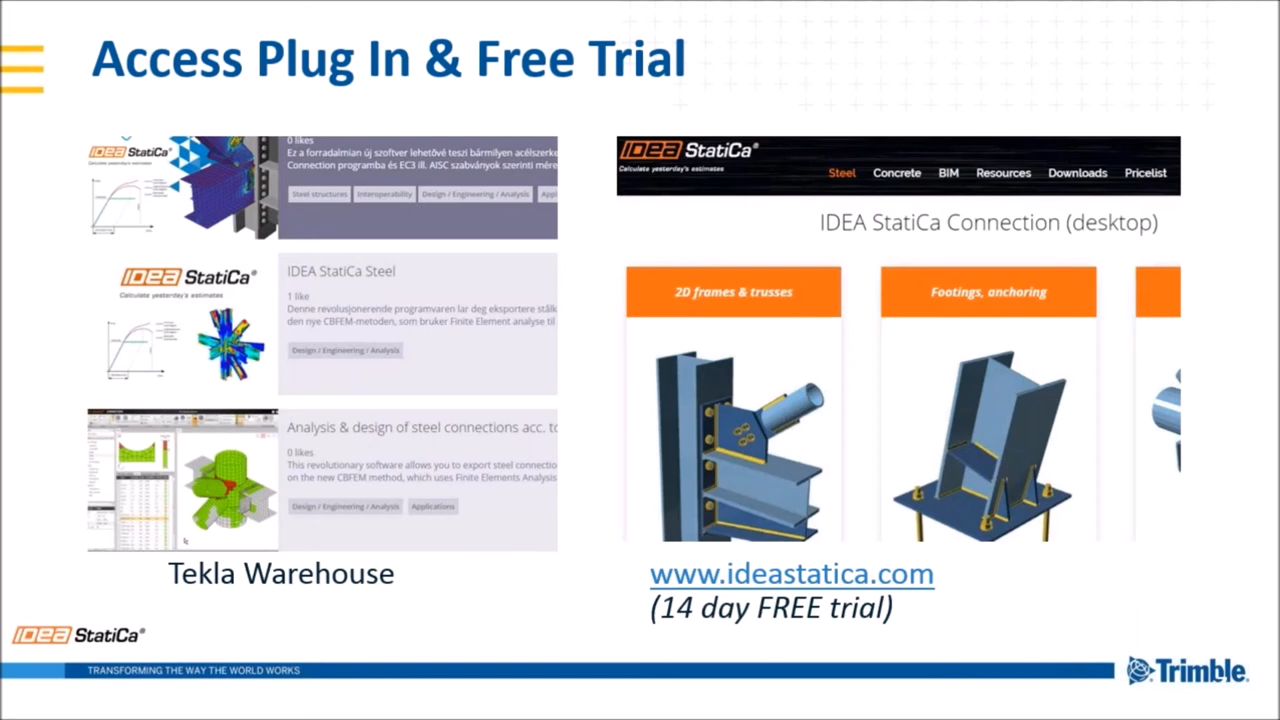 Access Plug In & Free Trial
IDEA StatiCa®
Calculate yesterday's estimates
0 likes
Ez a forradalmian új szoftver lehetővé teszi bármilyen acélszerke
Connection programba és EC3 ill. AISC szabványok szerinti mére
Steel structures Interoperability Design / Engineering / Analysis Appl
IDEA StatiCa®
Calculate yesterday's estimates
IDEA StatiCa Steel
1 like
Denne revolusjonerende programvaren lar deg eksportere stålk
den nye CBFEM-metoden, som bruker Finite Element analyse til
Design / Engineering / Analysis
Analysis & design of steel connections acc. to
0 likes
This revolutionary software allows you to export steel connectio
on the new CBFEM method, which uses Finite Elements Analysis
Design / Engineering / Analysis Applications
Tekla Warehouse
IDEA StatiCa®
Calculate yesterday's estimates
Steel Concrete BIM Resources Downloads Pricelist
IDEA StatiCa Connection (desktop)
2D frames & trusses
Footings, anchoring
www.ideastatica.com
(14 day FREE trial)
IDEA StatiCa®
TRANSFORMING THE WAY THE WORLD WORKS
Trimble®